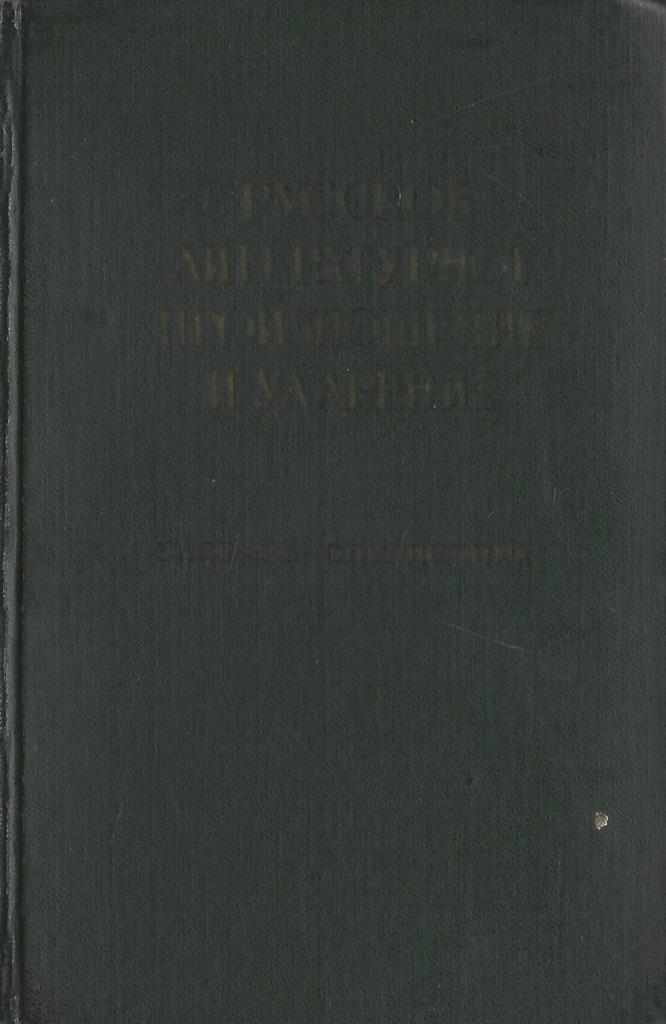 РУССКОЕ
ЛИТЕРАТУРНОЕ
ПРОИЗНОШЕНИЕ
И УДАРЕНИЕ
СЛОВАРЬ-СПРАВОЧНИК